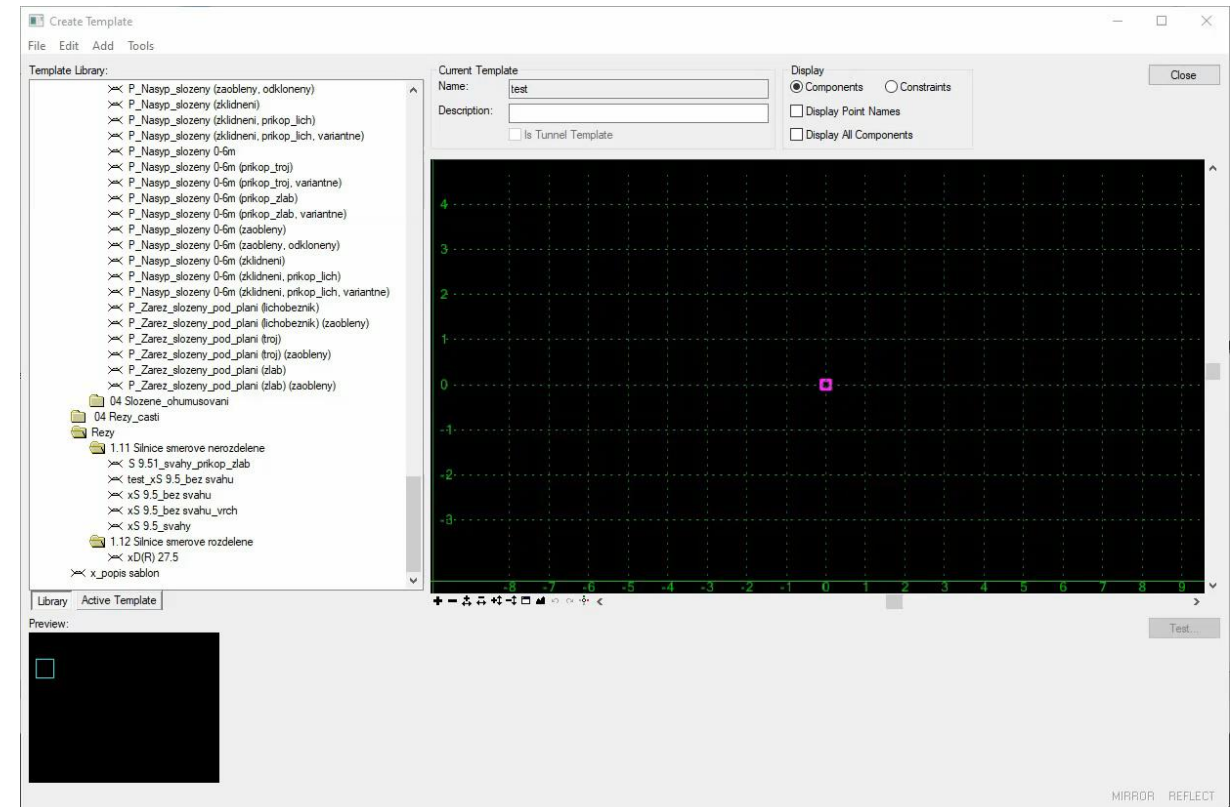 Create Template
File Edit Add Tools
Template Library:
P_Nasyp_slozeny (zaobleny, odkloneny)
P_Nasyp_slozeny (zklidneni)
P_Nasyp_slozeny (zklidneni, prikop_lich)
P_Nasyp_slozeny (zklidneni, prikop_lich, variantne)
P_Nasyp_slozeny 0-6m
P_Nasyp_slozeny 0-6m (prikop_troj)
P_Nasyp_slozeny 0-6m (prikop_troj, variantne)
P_Nasyp_slozeny 0-6m (prikop_zlab)
P_Nasyp_slozeny 0-6m (prikop_zlab, variantne)
P_Nasyp_slozeny 0-6m (zaobleny)
P_Nasyp_slozeny 0-6m (zaobleny, odkloneny)
P_Nasyp_slozeny 0-6m (zklidneni)
P_Nasyp_slozeny 0-6m (zklidneni, prikop_lich)
P_Nasyp_slozeny 0-6m (zklidneni, prikop_lich, variantne)
P_Zarez_slozeny_pod_plani (lichobeznik)
P_Zarez_slozeny_pod_plani (lichobeznik) (zaobleny)
P_Zarez_slozeny_pod_plani (troj)
P_Zarez_slozeny_pod_plani (troj) (zaobleny)
P_Zarez_slozeny_pod_plani (zlab)
P_Zarez_slozeny_pod_plani (zlab) (zaobleny)
04 Slozene_ohumusovani
04 Rezy_casti
Rezy
1.11 Silnice smerove nerozdelene
S 9.51_svahy_prikop_zlab
test_xS 9.5_bez svahu
xS 9.5_bez svahu
xS 9.5_bez svahu_vrch
xS 9.5_svahy
1.12 Silnice smerove rozdelene
xD(R) 27.5
x_popis sablon
Library Active Template
Preview:
Current Template
Name: test
Description:
Is Tunnel Template
Display
Components Constraints
Display Point Names
Display All Components
Close
4
3
2
1
0
-1
-2
-3
-8 -7 -6 -5 -4 -3 -2 -1 0 1 2 3 4 5 6 7 8 9
Test...
MIRROR REFLECT